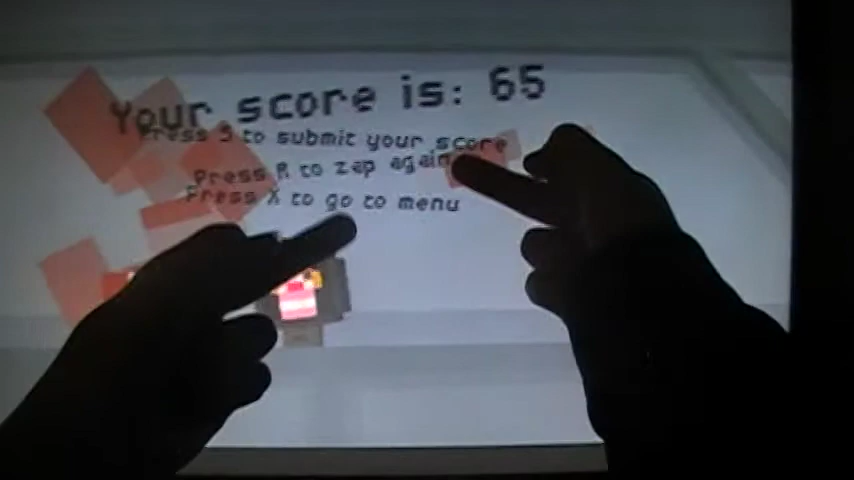 Your score is: 65
Press S to submit your score
Press R to zap again
Press X to go to menu